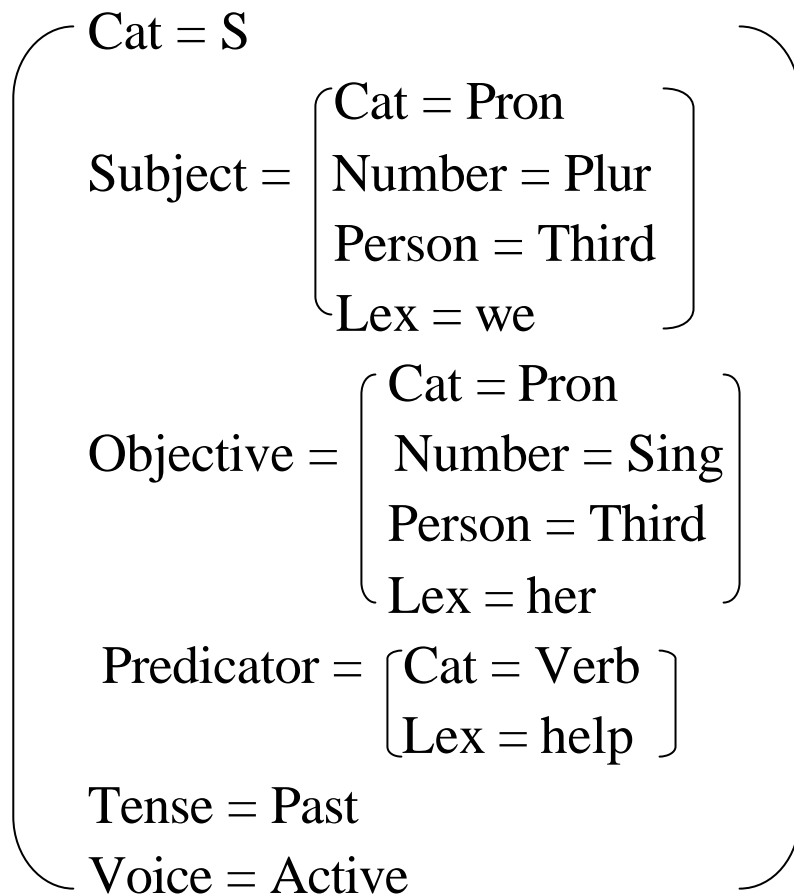 Cat = S
Cat = Pron
Subject = Number = Plur
Person = Third
Lex = we
Cat = Pron
Objective = Number = Sing
Person = Third
Lex = her
Predicator = Cat = Verb
Lex = help
Tense = Past
Voice = Active